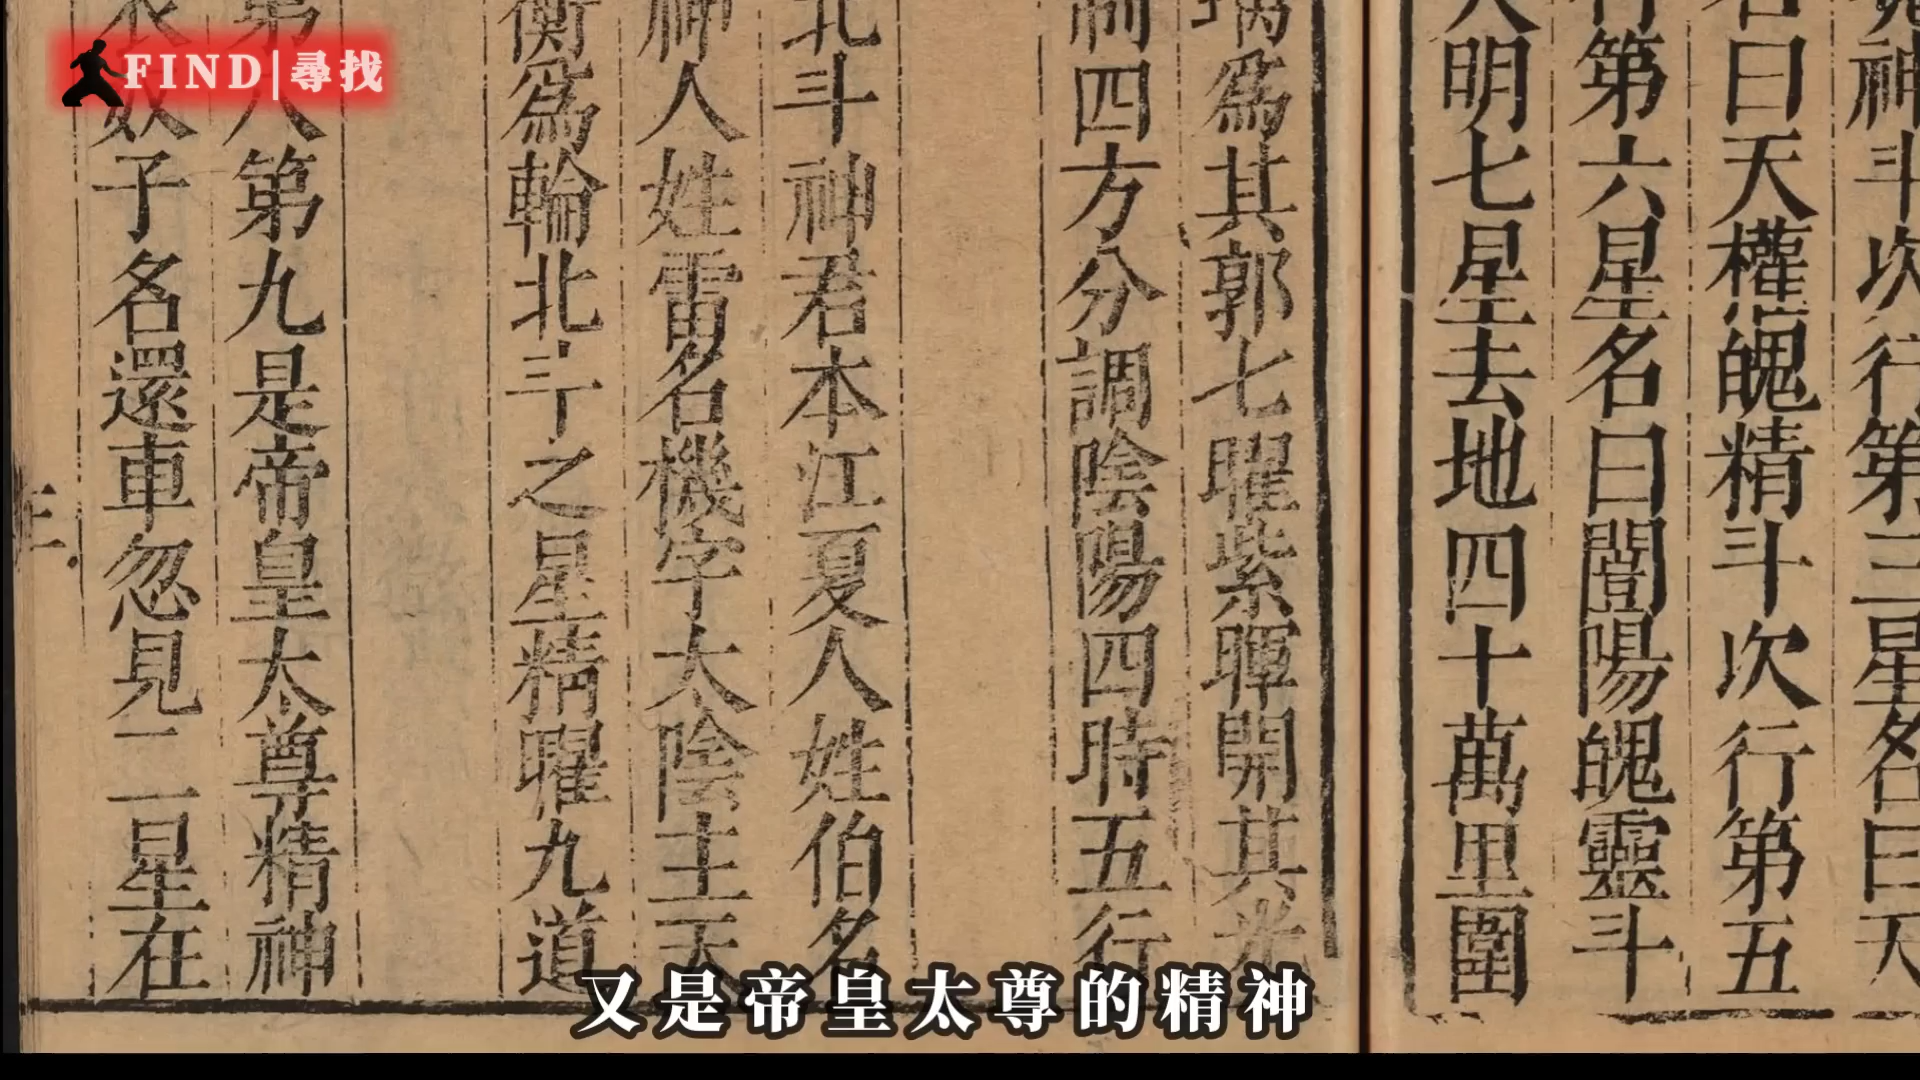 FIND|尋找
神斗次行第三星名曰天
曰天權魄精斗次行第五
第六星名曰闓陽魄靈斗
明七星去地四十萬里圍
爲其郭七曜紫暉開其光
制四方分調陰陽四時五行
北斗神君本江夏人姓伯名
神人姓雷名機字太陰主天
衡爲輪北斗之星精曜九道
第八第九是帝皇太尊精神
奴子名還車忽見二星在
又是帝皇太尊的精神